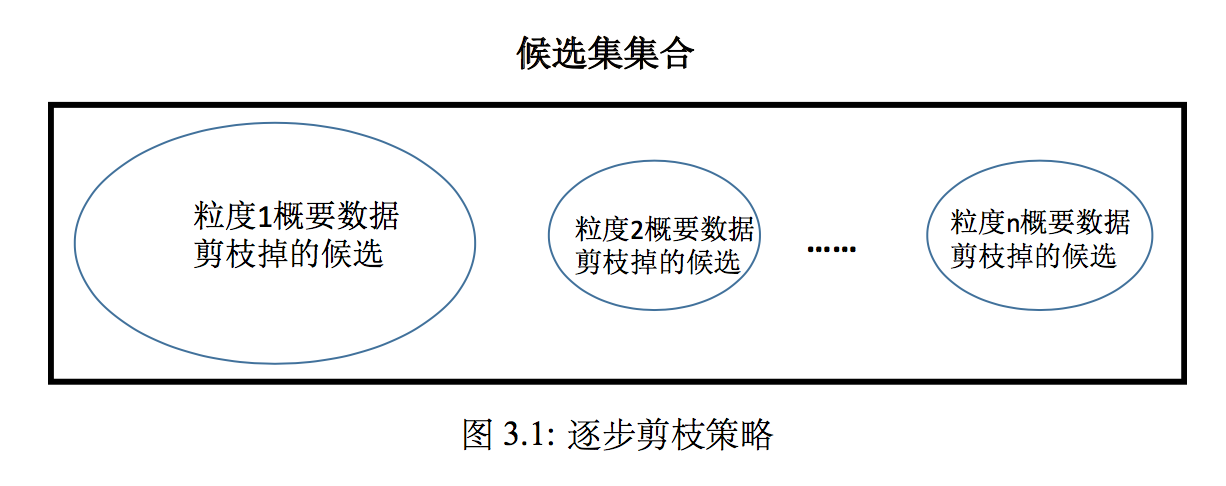 候选集集合
粒度1概要数据
剪枝掉的候选
粒度2概要数据
剪枝掉的候选
......
粒度n概要数据
剪枝掉的候选
图 3.1: 逐步剪枝策略